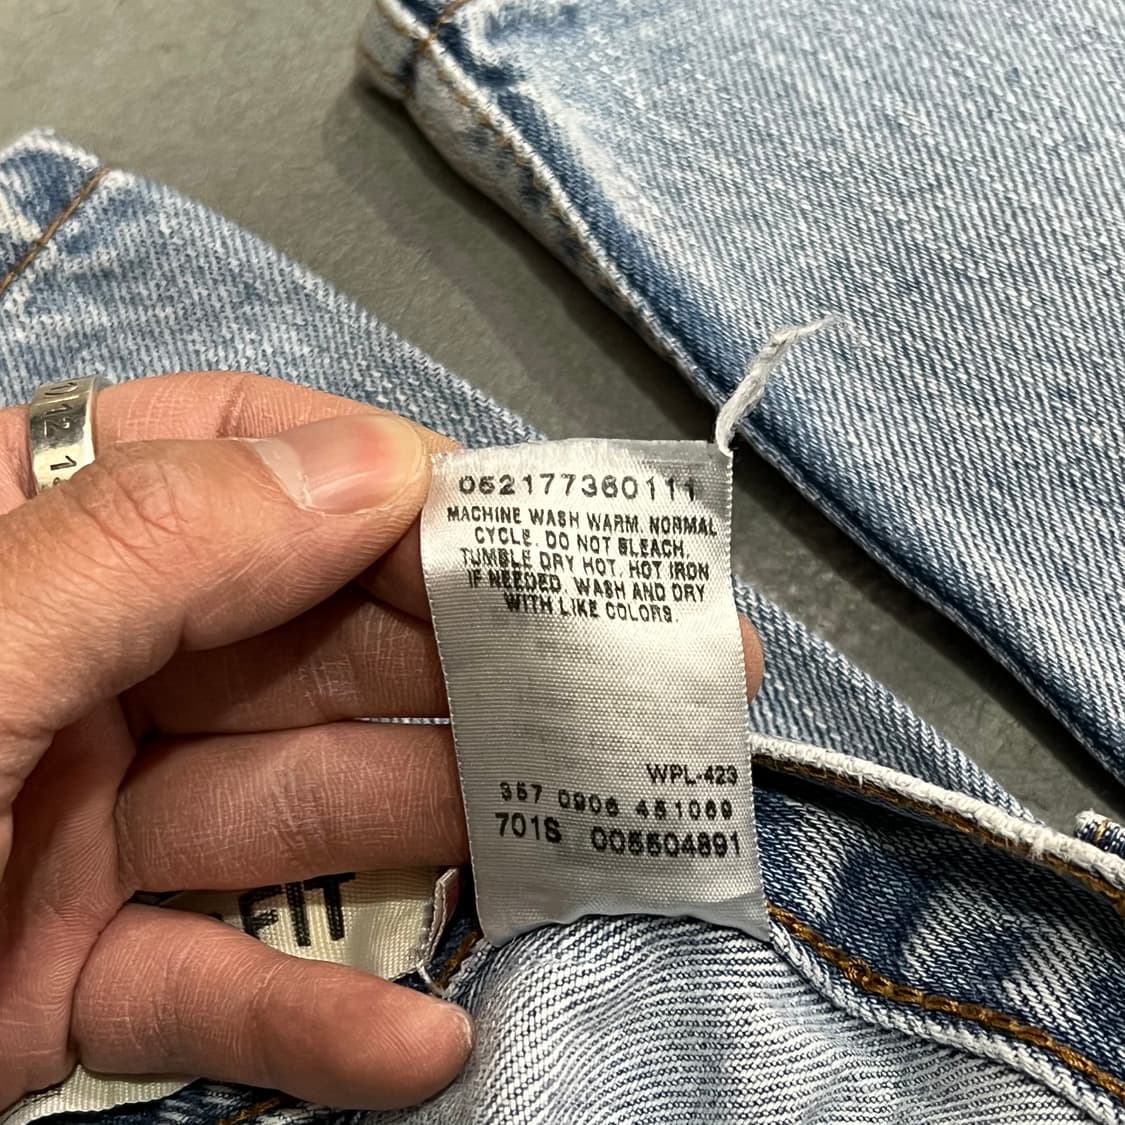 062177360111
MACHINE WASH WARM. NORMAL
CYCLE. DO NOT BLEACH.
TUMBLE DRY HOT. HOT IRON
IF NEEDED. WASH AND DRY
WITH LIKE COLORS.
WPL-423
357 0906 451069
701S 005504891
FIT